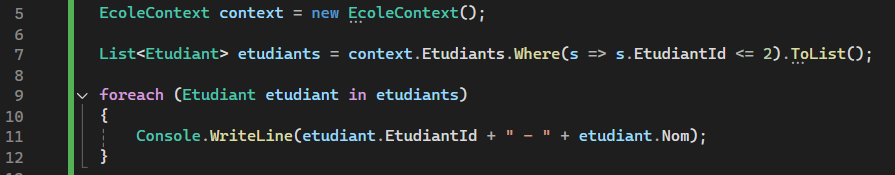 5 EcoleContext context = new EcoleContext();
6
7 List<Etudiant> etudiants = context.Etudiants.Where(s => s.EtudiantId <= 2).ToList();
8
9 foreach (Etudiant etudiant in etudiants)
10 {
11 Console.WriteLine(etudiant.EtudiantId + " - " + etudiant.Nom);
12 }